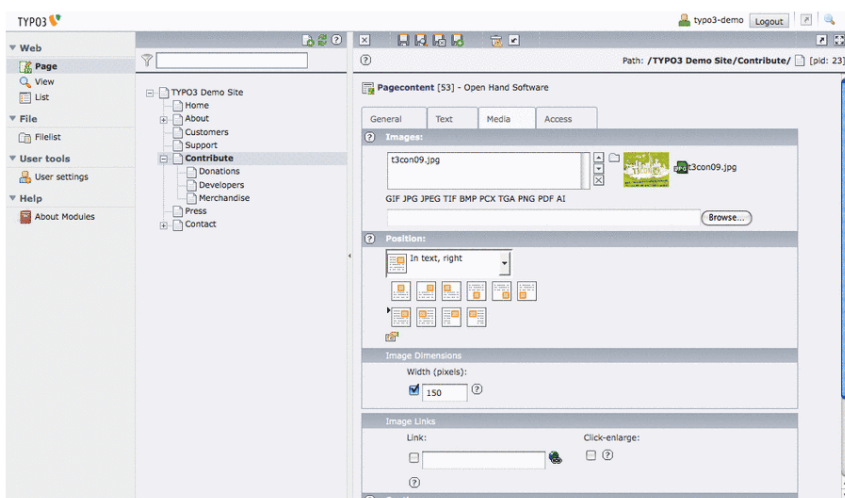 TYPO3
typo3-demo Logout
Web
Page
View
List
File
Filelist
User tools
User settings
Help
About Modules
TYPO3 Demo Site
Home
About
Customers
Support
Contribute
Donations
Developers
Merchandise
Press
Contact
Path: /TYPO3 Demo Site/Contribute/ [pid: 23]
Pagecontent [53] - Open Hand Software
General Text Media Access
Images:
t3con09.jpg
t3con09.jpg
GIF JPG JPEG TIF BMP PCX TGA PNG PDF AI
Browse...
Position:
In text, right
Image Dimensions
Width (pixels):
150
Image Links
Link: Click-enlarge: